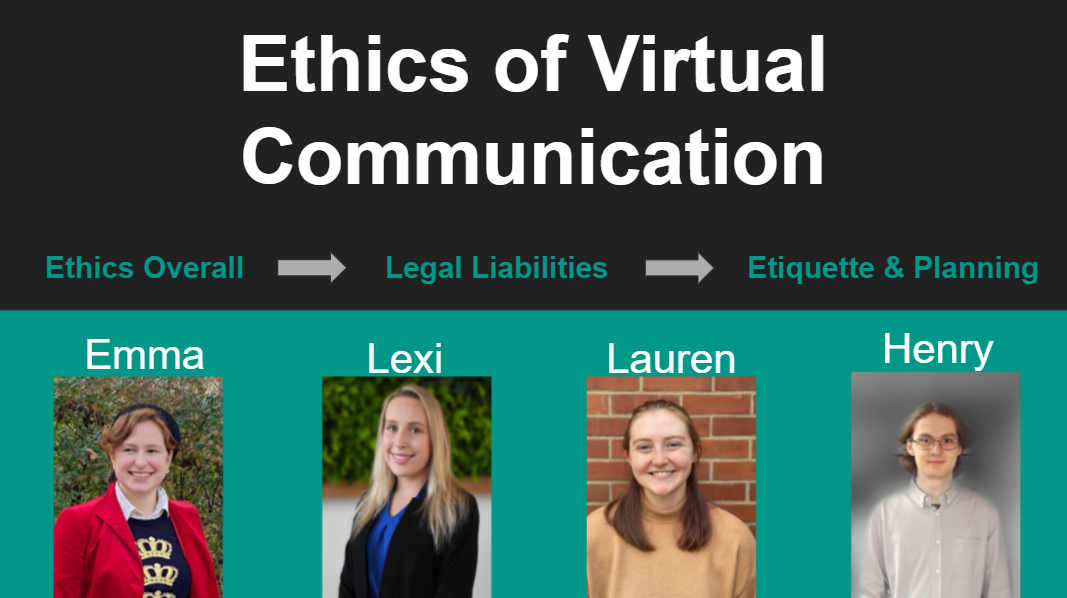 Ethics of Virtual
Communication
Ethics Overall
Legal Liabilities
Etiquette & Planning
Emma
Lexi
Lauren
Henry